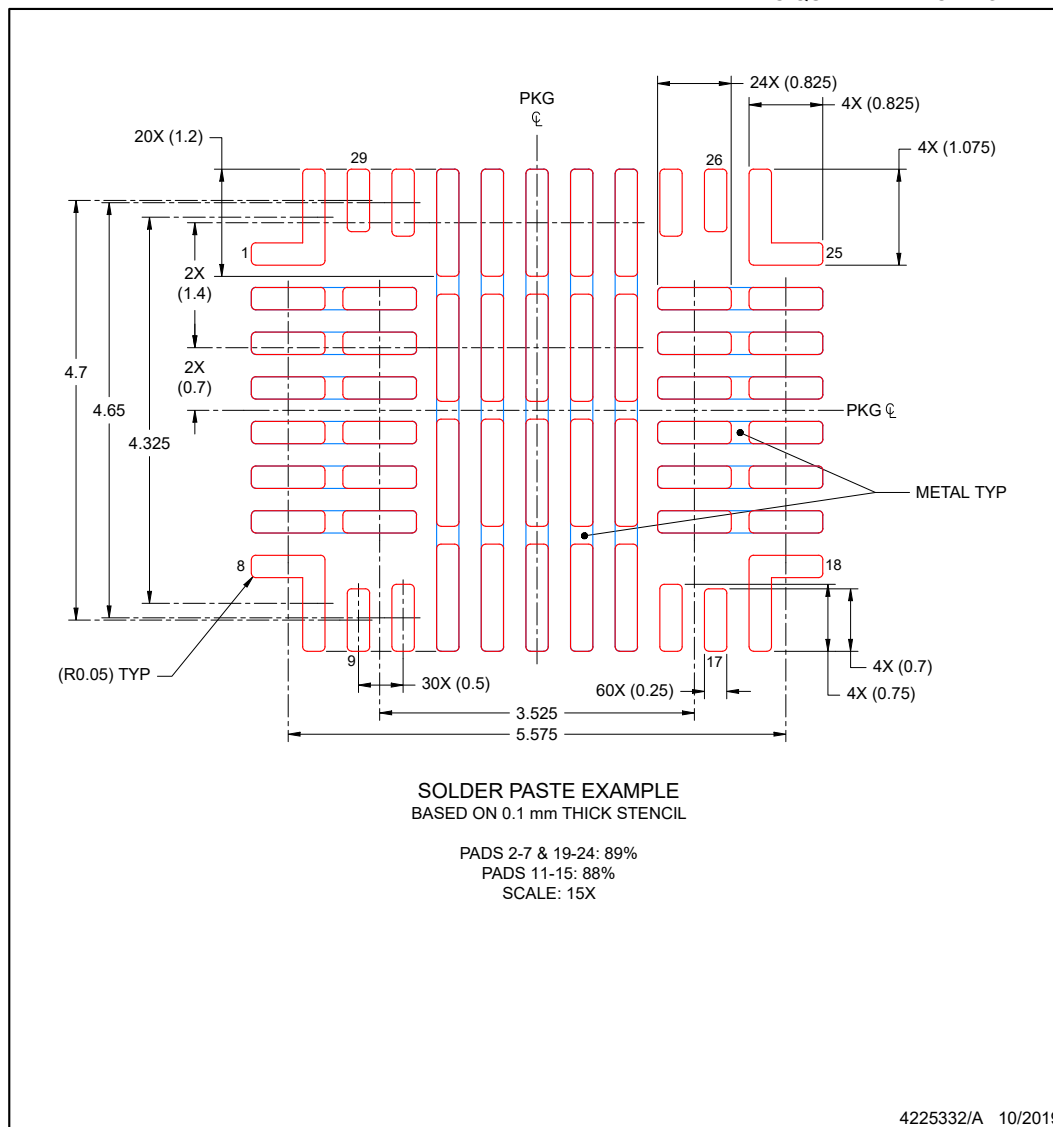 24X (0.825)
PKG
℄
4X (0.825)
20X (1.2)
29
26
4X (1.075)
1
25
2X
(1.4)
2X
(0.7)
4.7
4.65
4.325
PKG ℄
METAL TYP
8
18
(R0.05) TYP
9
17
30X (0.5)
60X (0.25)
4X (0.7)
4X (0.75)
3.525
5.575
SOLDER PASTE EXAMPLE
BASED ON 0.1 mm THICK STENCIL
PADS 2-7 & 19-24: 89%
PADS 11-15: 88%
SCALE: 15X
4225332/A 10/2019